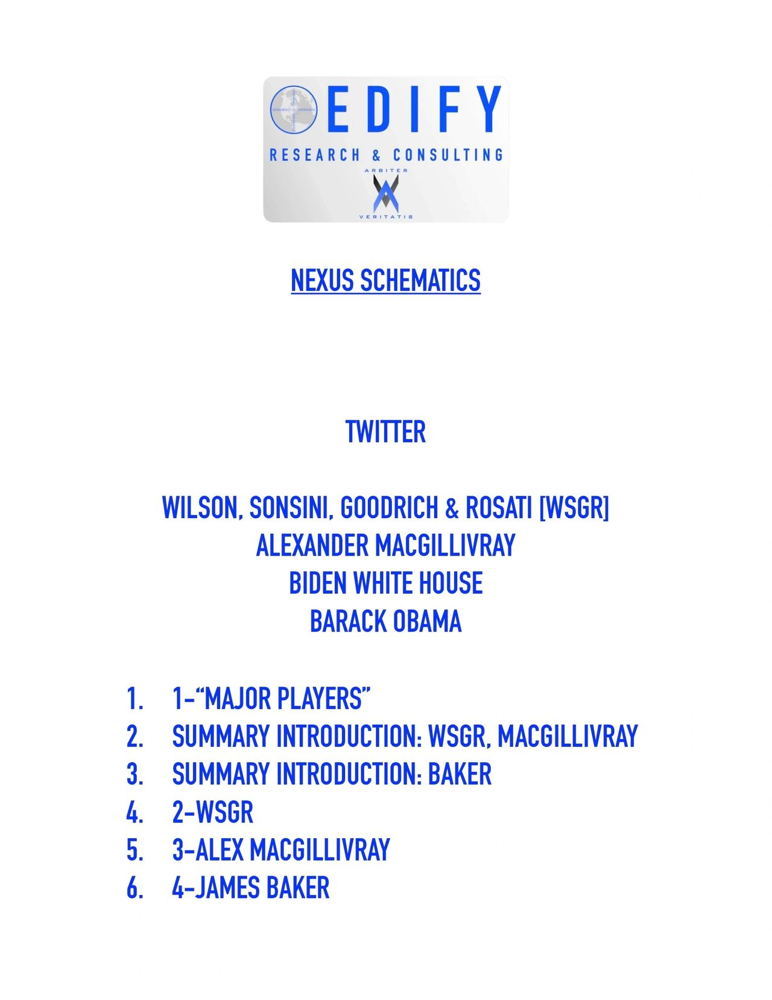 EDIFY
RESEARCH & CONSULTING
ARBITER
VERITATIS
NEXUS SCHEMATICS
TWITTER
WILSON, SONSINI, GOODRICH & ROSATI [WSGR]
ALEXANDER MACGILLIVRAY
BIDEN WHITE HOUSE
BARACK OBAMA
1. 1-“MAJOR PLAYERS”
2. SUMMARY INTRODUCTION: WSGR, MACGILLIVRAY
3. SUMMARY INTRODUCTION: BAKER
4. 2-WSGR
5. 3-ALEX MACGILLIVRAY
6. 4-JAMES BAKER